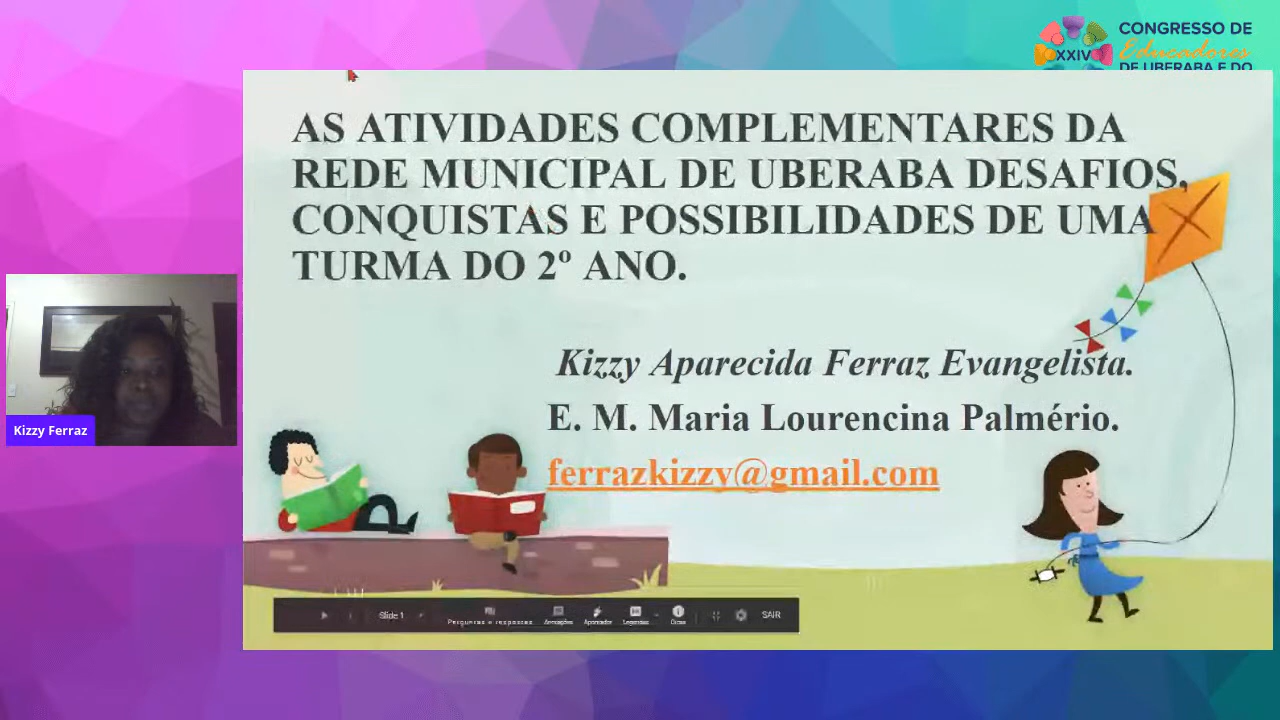 CONGRESSO DE
Educadores
DE UBERABA E DO
XXIV
AS ATIVIDADES COMPLEMENTARES DA
REDE MUNICIPAL DE UBERABA DESAFIOS,
CONQUISTAS E POSSIBILIDADES DE UMA
TURMA DO 2º ANO.
Kizzy Aparecida Ferraz Evangelista.
E. M. Maria Lourencina Palmério.
ferrazkizzy@gmail.com
Kizzy Ferraz
Slide 1
Perguntas e respostas
Anotações
Apontador
Legendas
Dicas
SAIR